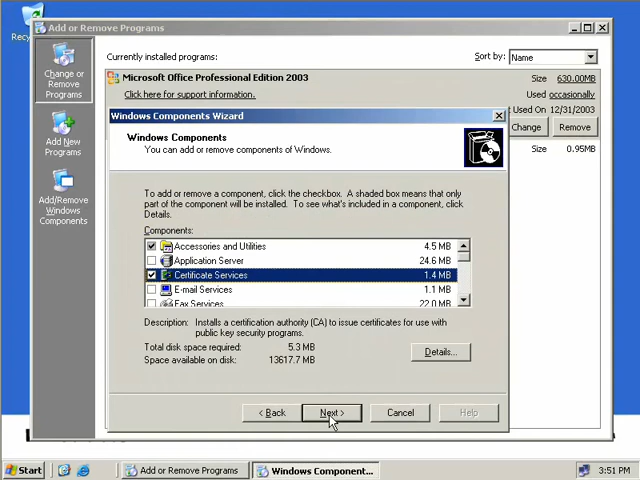 Recy
Add or Remove Programs
Change or
Remove
Programs
Add New
Programs
Add/Remove
Windows
Components
Currently installed programs:
Sort by: Name
Microsoft Office Professional Edition 2003
Size 630.00MB
Click here for support information.
Used occasionally
t Used On 12/31/2003
Change Remove
Size 0.95MB
Windows Components Wizard
Windows Components
You can add or remove components of Windows.
To add or remove a component, click the checkbox. A shaded box means that only
part of the component will be installed. To see what's included in a component, click
Details.
Components:
Accessories and Utilities 4.5 MB
Application Server 24.6 MB
Certificate Services 1.4 MB
E-mail Services 1.1 MB
Fax Services 22.0 MB
Description: Installs a certification authority (CA) to issue certificates for use with
public key security programs.
Total disk space required: 5.3 MB
Space available on disk: 13617.7 MB
Details...
< Back Next > Cancel Help
Start Add or Remove Programs Windows Component... 3:51 PM